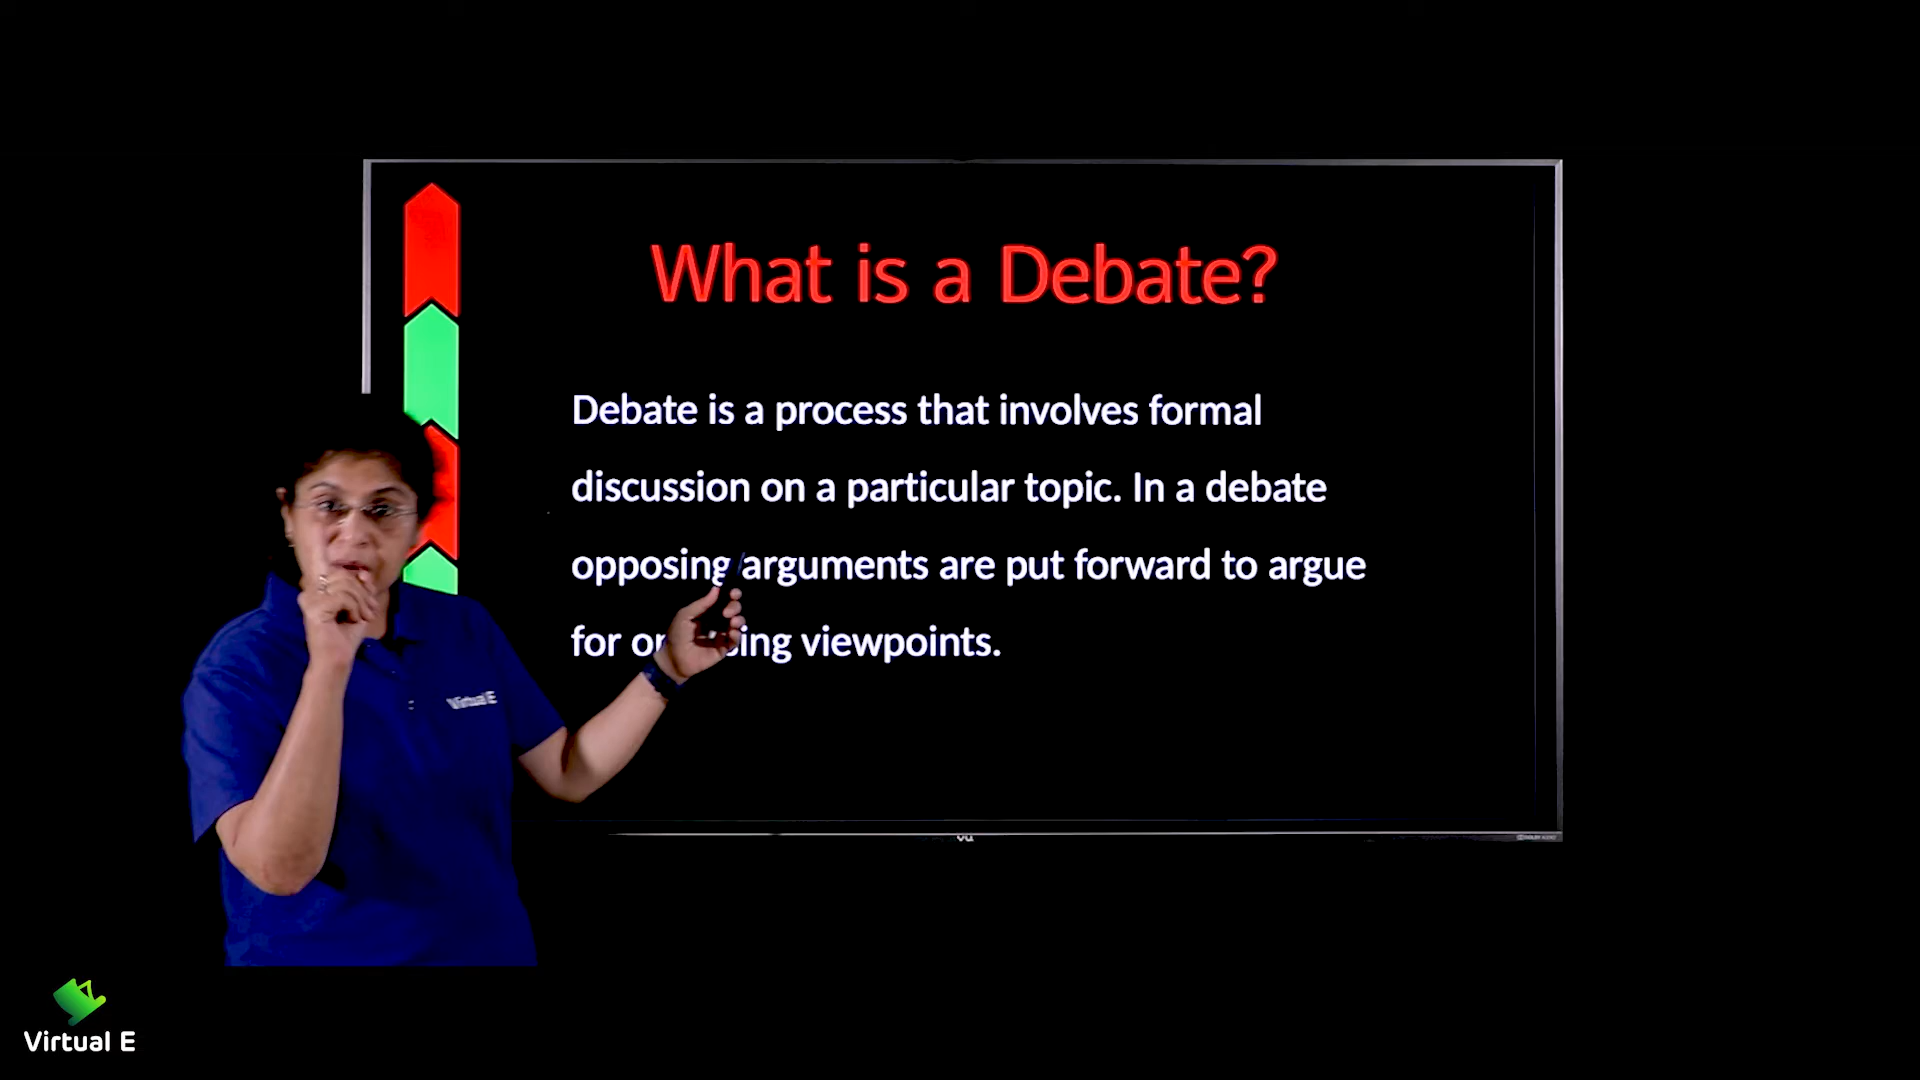 What is a Debate?
Debate is a process that involves formal
discussion on a particular topic. In a debate
opposing arguments are put forward to argue
for viewpoints.
Virtual E
Virtual E